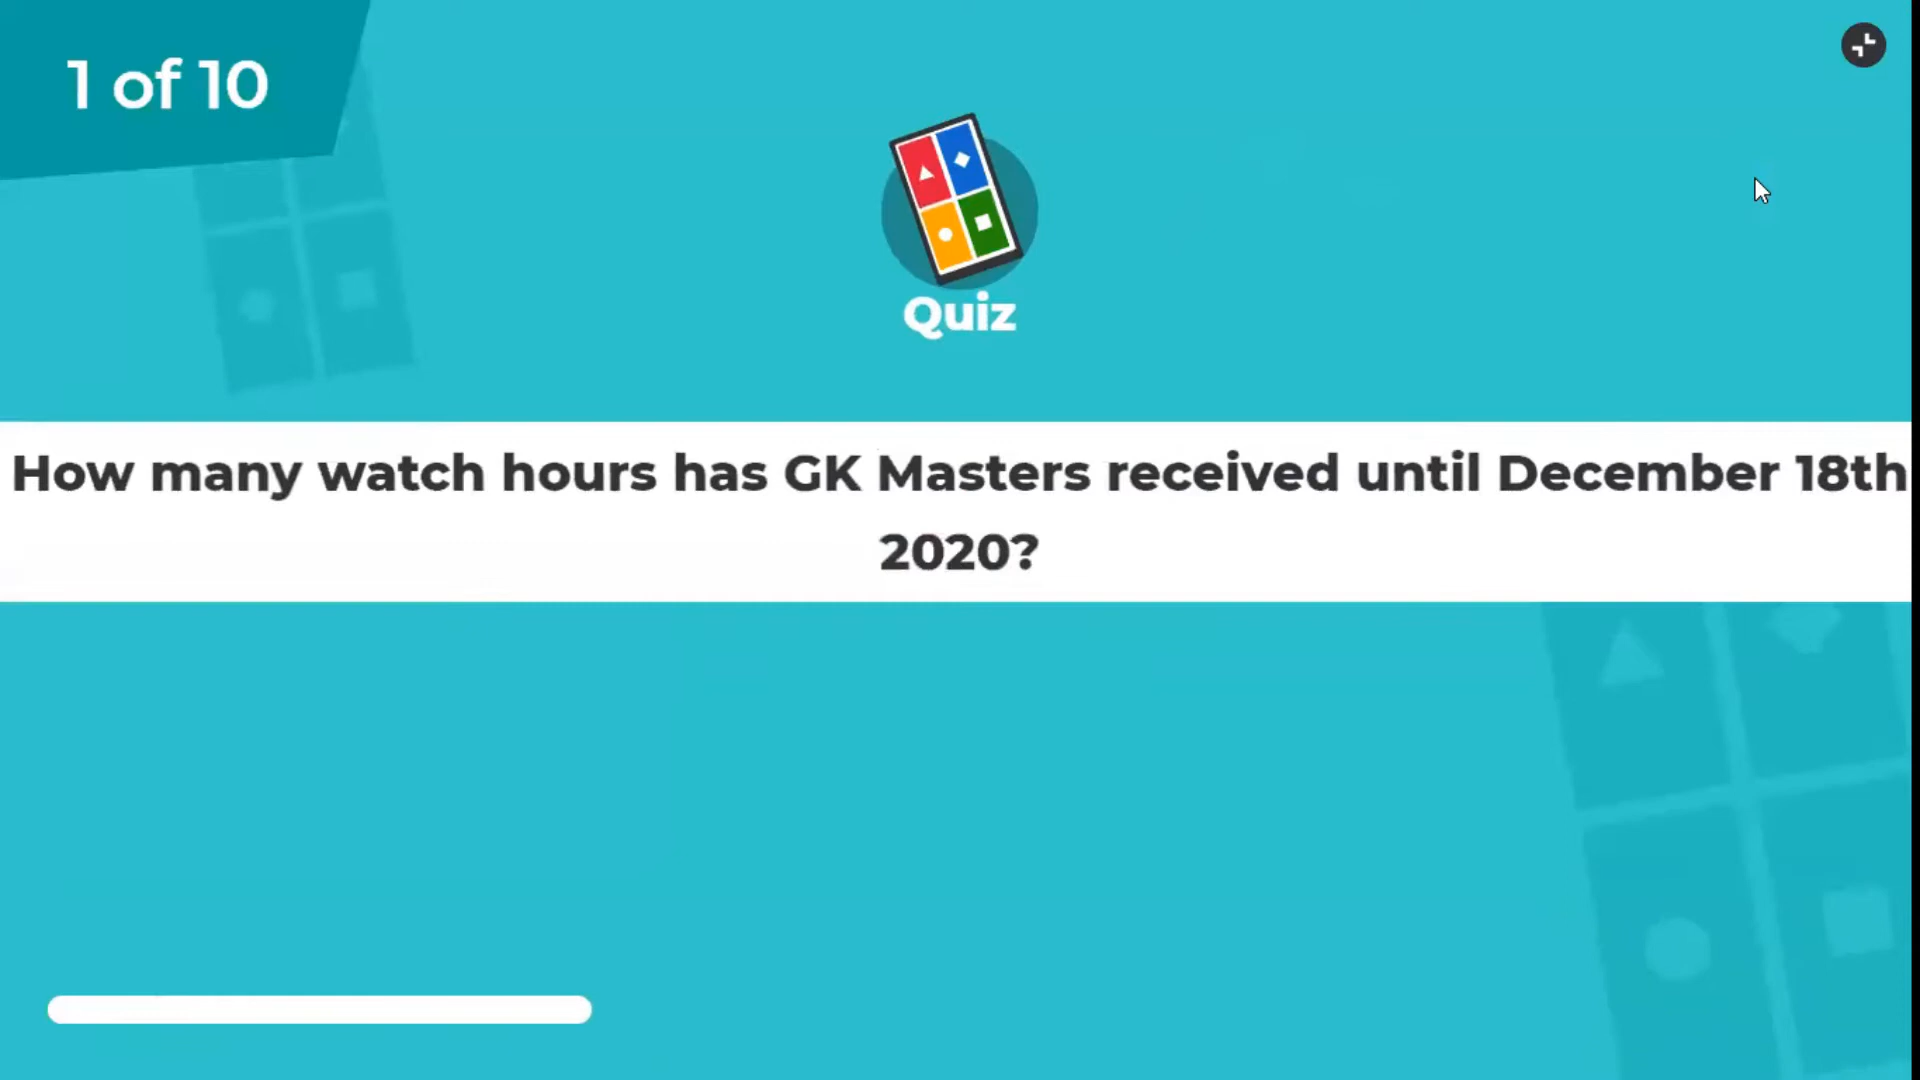 1 of 10
Quiz
How many watch hours has GK Masters received until December 18th
2020?